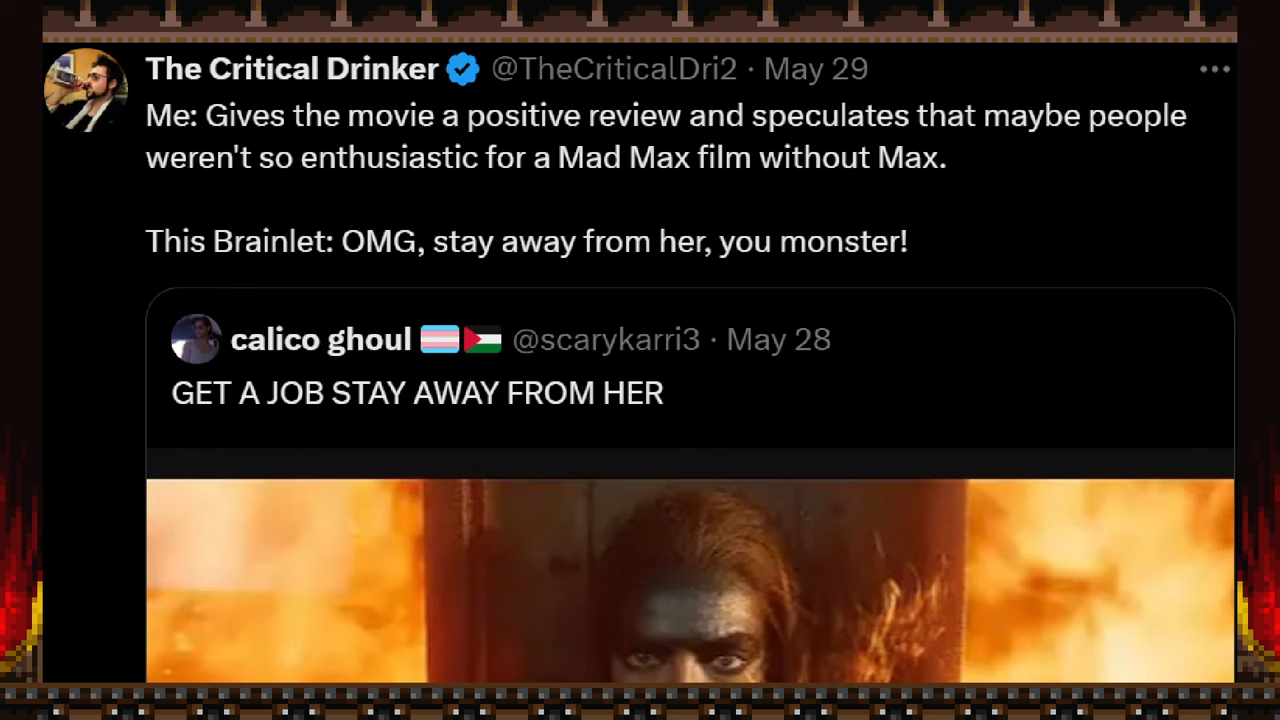 The Critical Drinker @TheCriticalDri2 · May 29
Me: Gives the movie a positive review and speculates that maybe people
weren't so enthusiastic for a Mad Max film without Max.
This Brainlet: OMG, stay away from her, you monster!
calico ghoul 🏳️‍⚧️🇵🇸 @scarykarri3 · May 28
GET A JOB STAY AWAY FROM HER